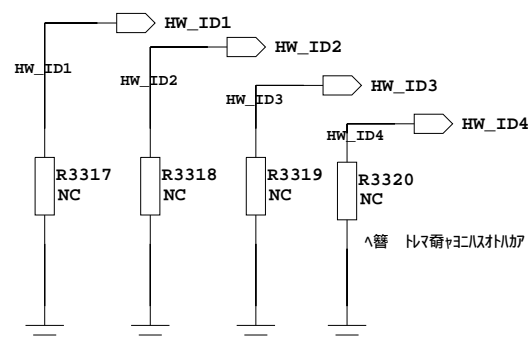 HW_ID1
HW_ID2
HW_ID1
HW_ID2
HW_ID3
HW_ID3
HW_ID4
HW_ID4
R3317
NC
R3318
NC
R3319
NC
R3320
NC